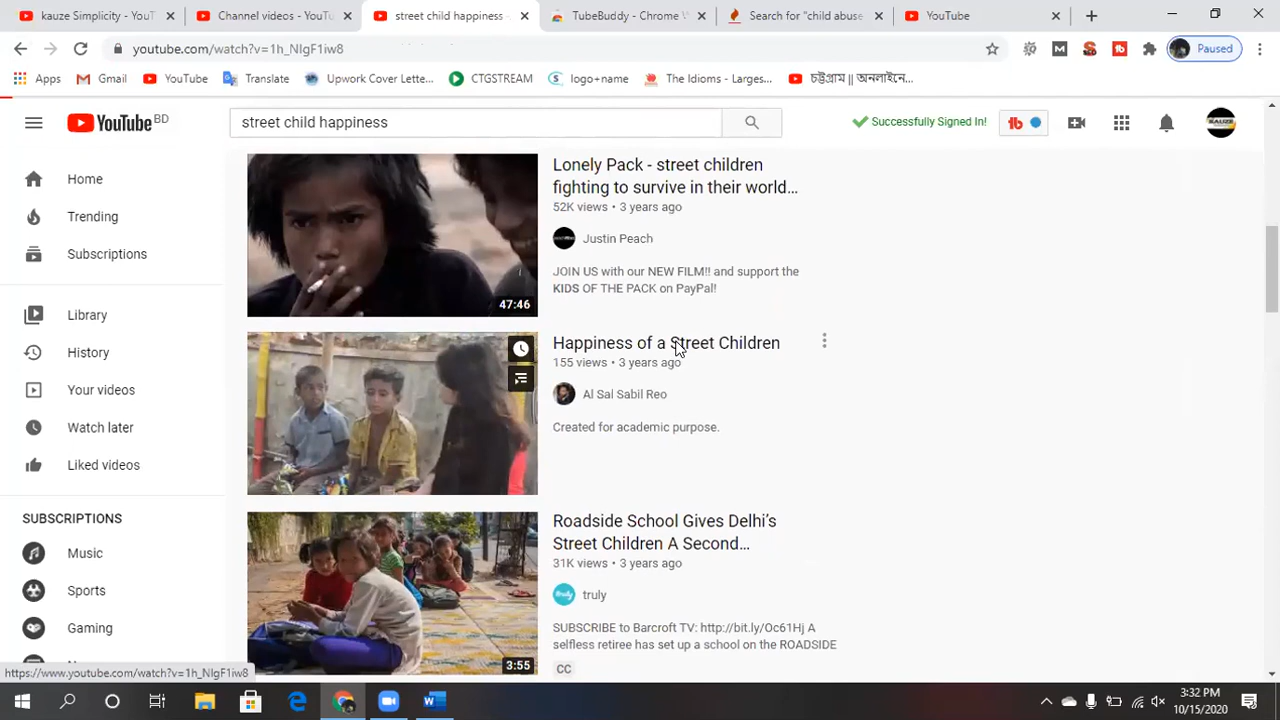 kauze Simplicity - YouT
Channel videos - YouTu
street child happiness -
TubeBuddy - Chrome W
Search for "child abuse
YouTube
youtube.com/watch?v=1h_NIgF1iw8
Paused
Apps
Gmail
YouTube
Translate
Upwork Cover Lette...
CTGSTREAM
logo+name
The Idioms - Larges...
চট্টগ্রাম || অনলাইনে...
YouTube BD
street child happiness
Successfully Signed In!
Home
Trending
Subscriptions
Library
History
Your videos
Watch later
Liked videos
SUBSCRIPTIONS
Music
Sports
Gaming
47:46
Lonely Pack - street children
fighting to survive in their world...
52K views • 3 years ago
Justin Peach
JOIN US with our NEW FILM!! and support the
KIDS OF THE PACK on PayPal!
Happiness of a Street Children
155 views • 3 years ago
Al Sal Sabil Reo
Created for academic purpose.
3:55
Roadside School Gives Delhi's
Street Children A Second...
31K views • 3 years ago
truly
SUBSCRIBE to Barcroft TV: http://bit.ly/Oc61Hj A
selfless retiree has set up a school on the ROADSIDE
CC
https://www.youtube.com/watch?v=1h_NIgF1iw8
3:32 PM
10/15/2020